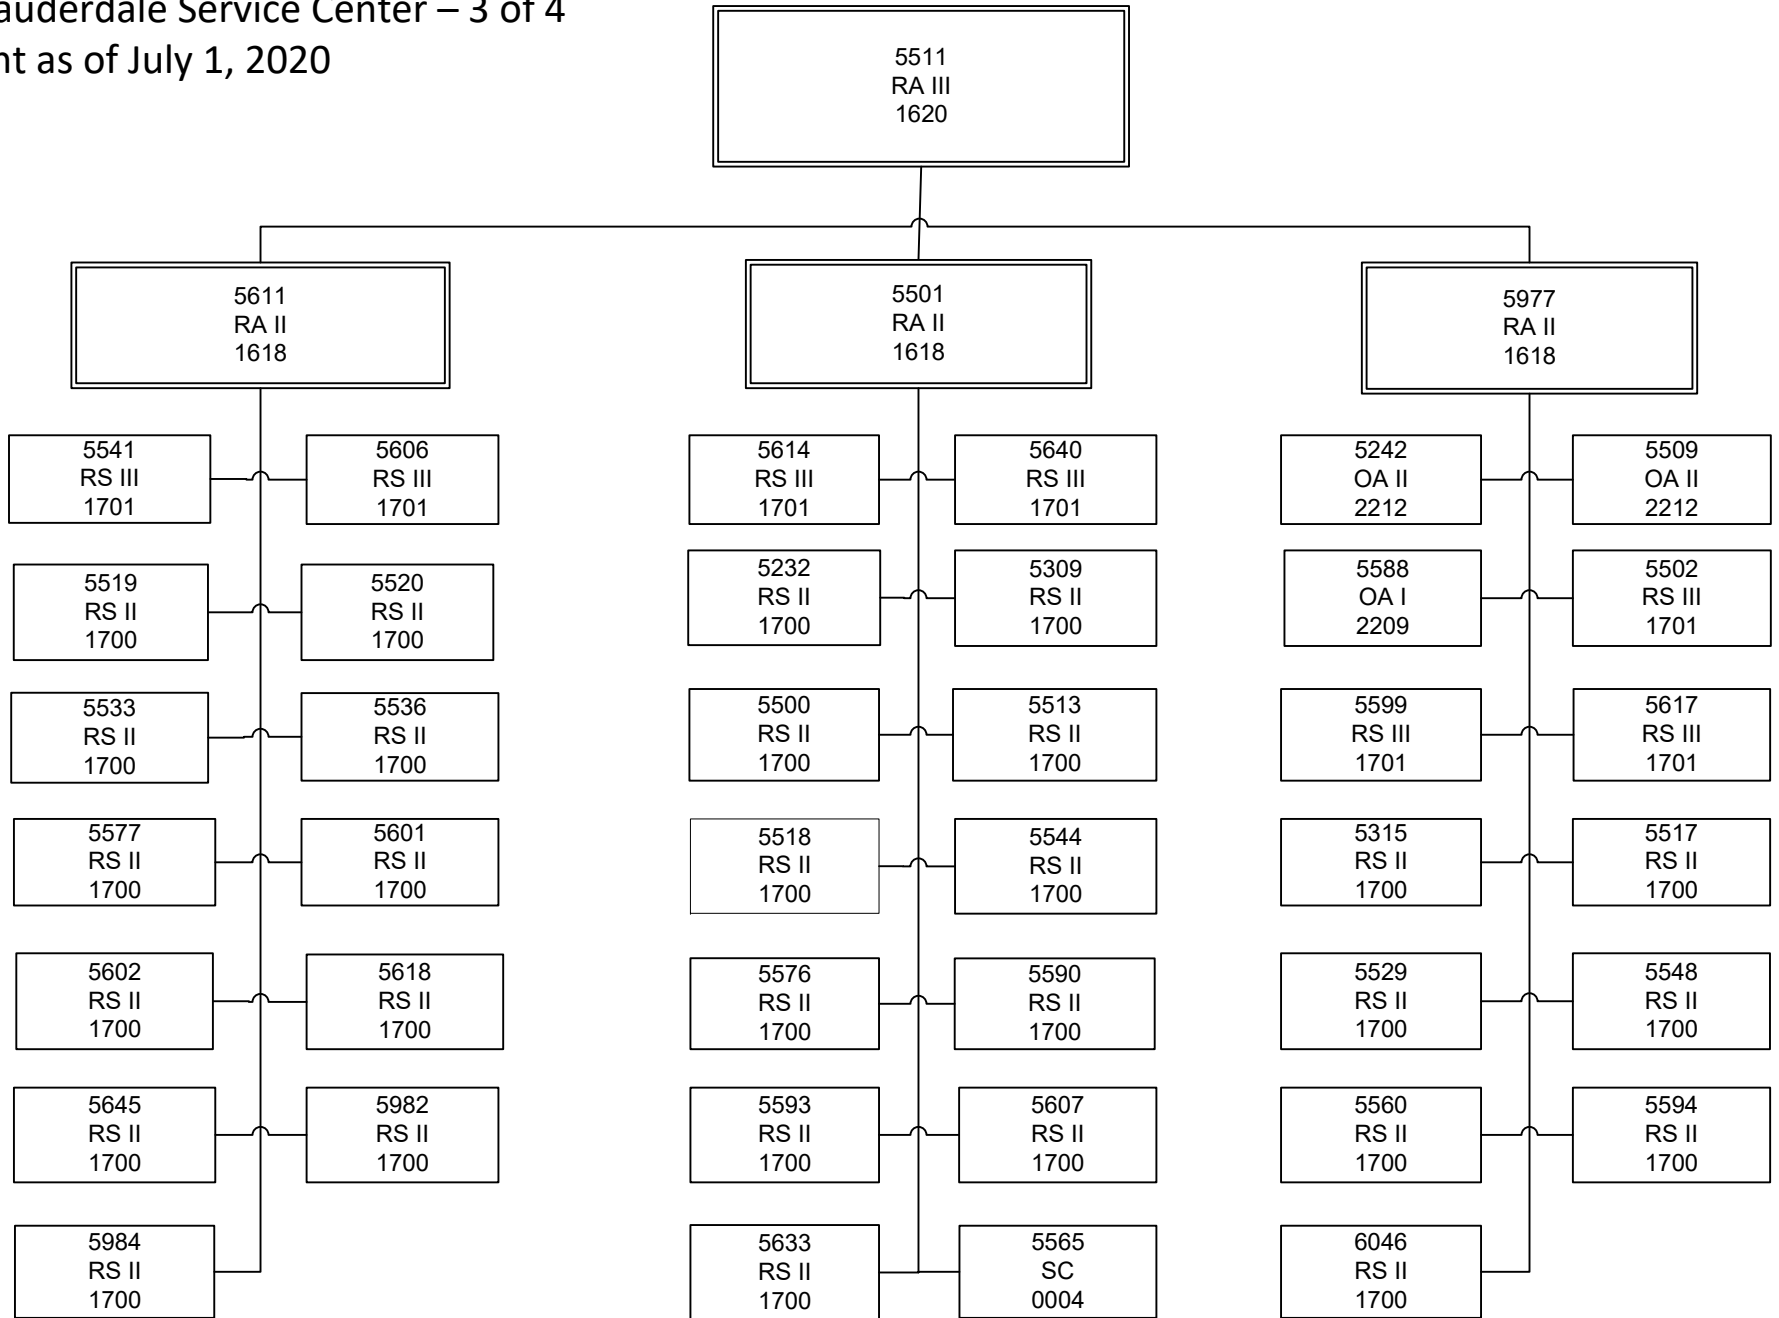 auderdale Service Center – 3 of 4
nt as of July 1, 2020
5511
RA III
1620
5611
RA II
1618
5501
RA II
1618
5977
RA II
1618
5541
RS III
1701
5606
RS III
1701
5614
RS III
1701
5640
RS III
1701
5242
OA II
2212
5509
OA II
2212
5519
RS II
1700
5520
RS II
1700
5232
RS II
1700
5309
RS II
1700
5588
OA I
2209
5502
RS III
1701
5533
RS II
1700
5536
RS II
1700
5500
RS II
1700
5513
RS II
1700
5599
RS III
1701
5617
RS III
1701
5577
RS II
1700
5601
RS II
1700
5518
RS II
1700
5544
RS II
1700
5315
RS II
1700
5517
RS II
1700
5602
RS II
1700
5618
RS II
1700
5576
RS II
1700
5590
RS II
1700
5529
RS II
1700
5548
RS II
1700
5645
RS II
1700
5982
RS II
1700
5593
RS II
1700
5607
RS II
1700
5560
RS II
1700
5594
RS II
1700
5984
RS II
1700
5633
RS II
1700
5565
SC
0004
6046
RS II
1700